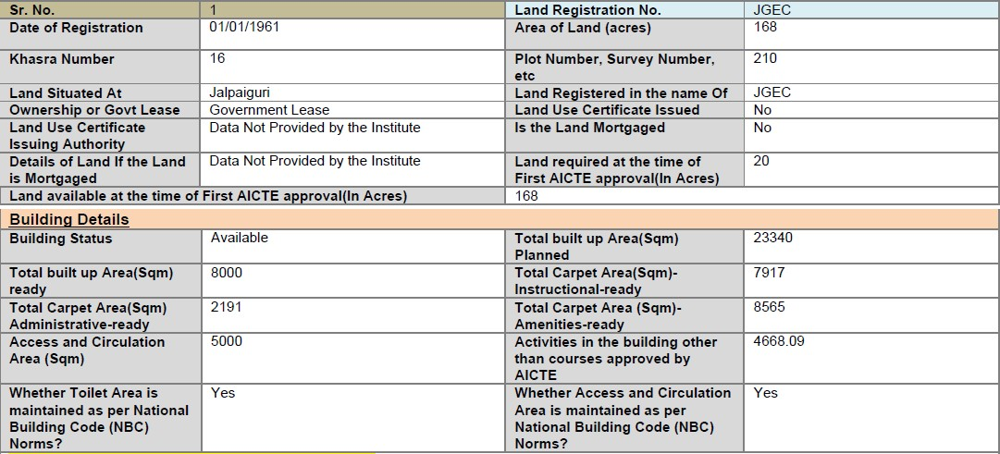 Sr. No. 1 Land Registration No. JGEC
Date of Registration 01/01/1961 Area of Land (acres) 168
Khasra Number 16 Plot Number, Survey Number, 210
etc
Land Situated At Jalpaiguri Land Registered in the name Of JGEC
Ownership or Govt Lease Government Lease Land Use Certificate Issued No
Land Use Certificate Data Not Provided by the Institute Is the Land Mortgaged No
Issuing Authority
Details of Land If the Land Data Not Provided by the Institute Land required at the time of 20
is Mortgaged First AICTE approval(In Acres)
Land available at the time of First AICTE approval(In Acres) 168
Building Details
Building Status Available Total built up Area(Sqm) 23340
Planned
Total built up Area(Sqm) 8000 Total Carpet Area(Sqm)- 7917
ready Instructional-ready
Total Carpet Area(Sqm) 2191 Total Carpet Area (Sqm)- 8565
Administrative-ready Amenities-ready
Access and Circulation 5000 Activities in the building other 4668.09
Area (Sqm) than courses approved by
AICTE
Whether Toilet Area is Yes Whether Access and Circulation Yes
maintained as per National Area is maintained as per
Building Code (NBC) National Building Code (NBC)
Norms? Norms?